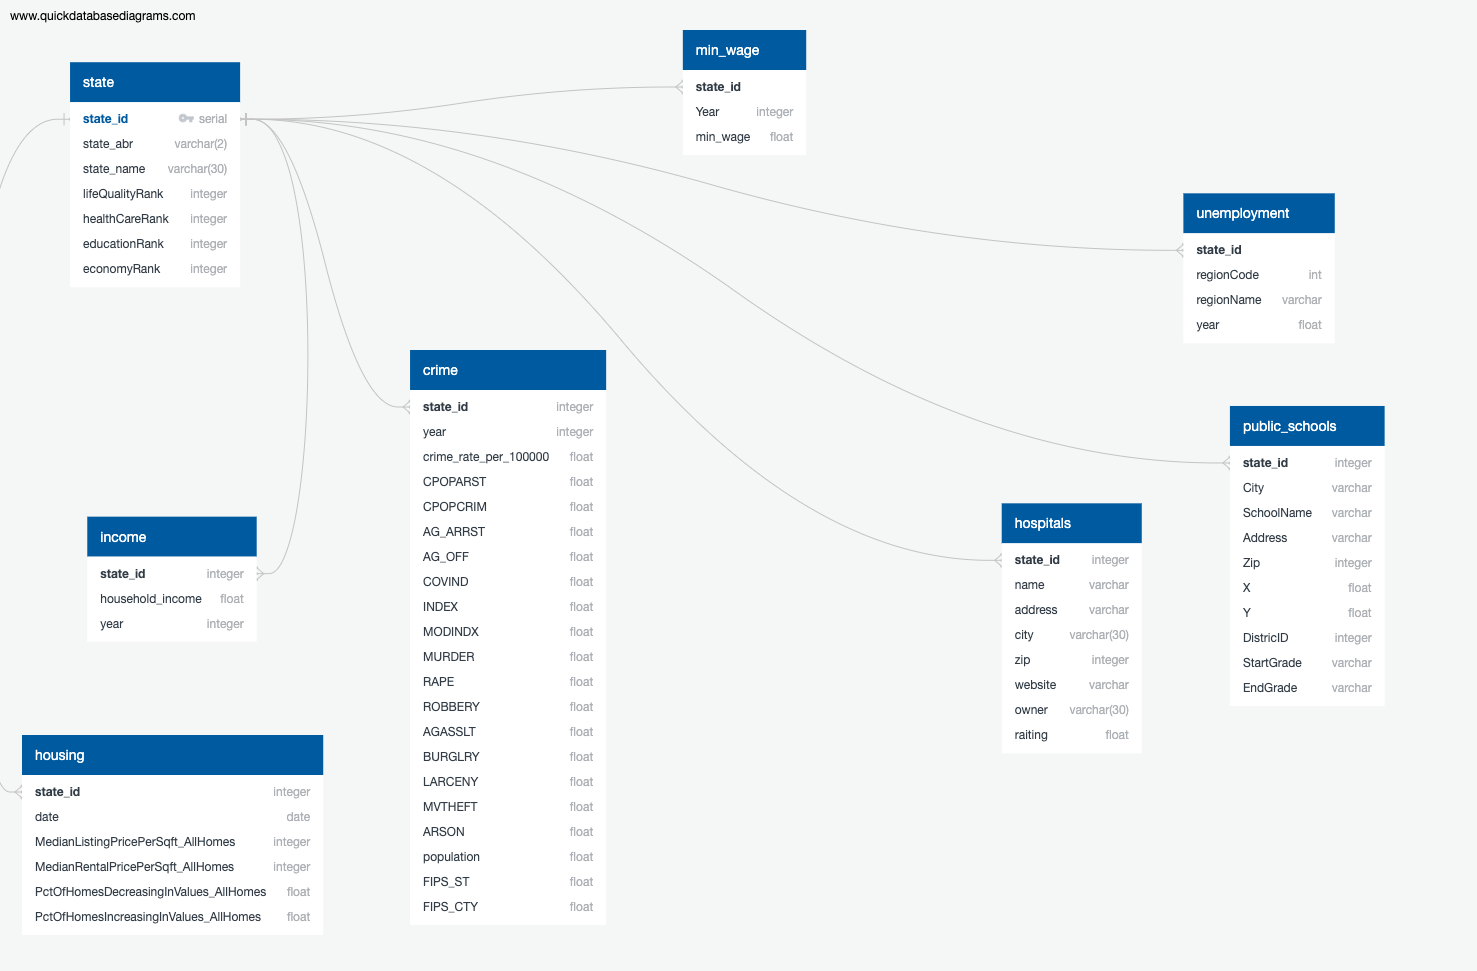 www.quickdatabasediagrams.com
state
state_id serial
state_abr varchar(2)
state_name varchar(30)
lifeQualityRank integer
healthCareRank integer
educationRank integer
economyRank integer
min_wage
state_id
Year integer
min_wage float
unemployment
state_id
regionCode int
regionName varchar
year float
crime
state_id integer
year integer
crime_rate_per_100000 float
CPOPARST float
CPOPCRIM float
AG_ARRST float
AG_OFF float
COVIND float
INDEX float
MODINDX float
MURDER float
RAPE float
ROBBERY float
AGASSLT float
BURGLRY float
LARCENY float
MVTHEFT float
ARSON float
population float
FIPS_ST float
FIPS_CTY float
public_schools
state_id integer
City varchar
SchoolName varchar
Address varchar
Zip integer
X float
Y float
DistricID integer
StartGrade varchar
EndGrade varchar
hospitals
state_id integer
name varchar
address varchar
city varchar(30)
zip integer
website varchar
owner varchar(30)
raiting float
income
state_id integer
household_income float
year integer
housing
state_id integer
date date
MedianListingPricePerSqft_AllHomes integer
MedianRentalPricePerSqft_AllHomes integer
PctOfHomesDecreasingInValues_AllHomes float
PctOfHomesIncreasingInValues_AllHomes float